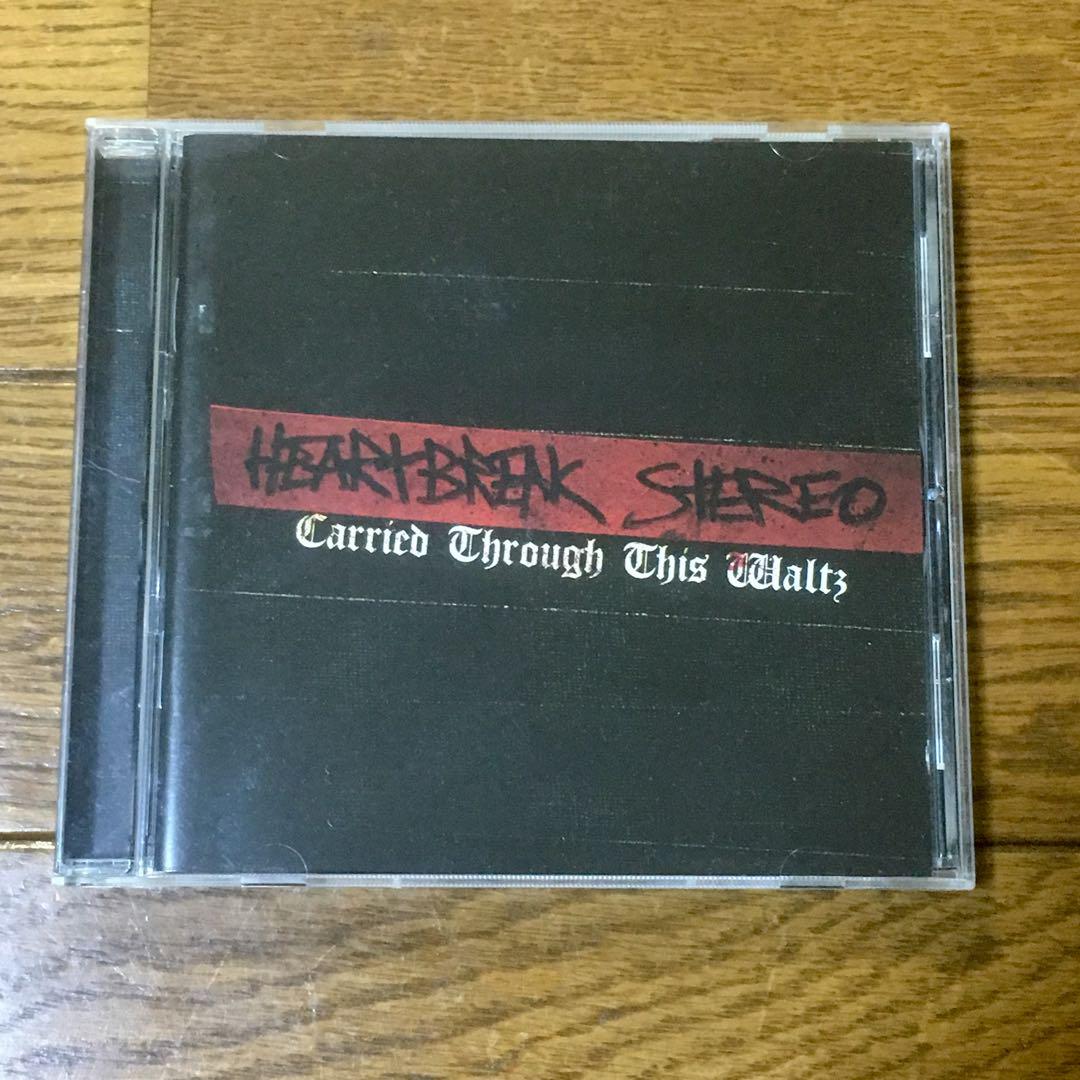 HEARTBREAK STEREO
Carried Through This Waltz